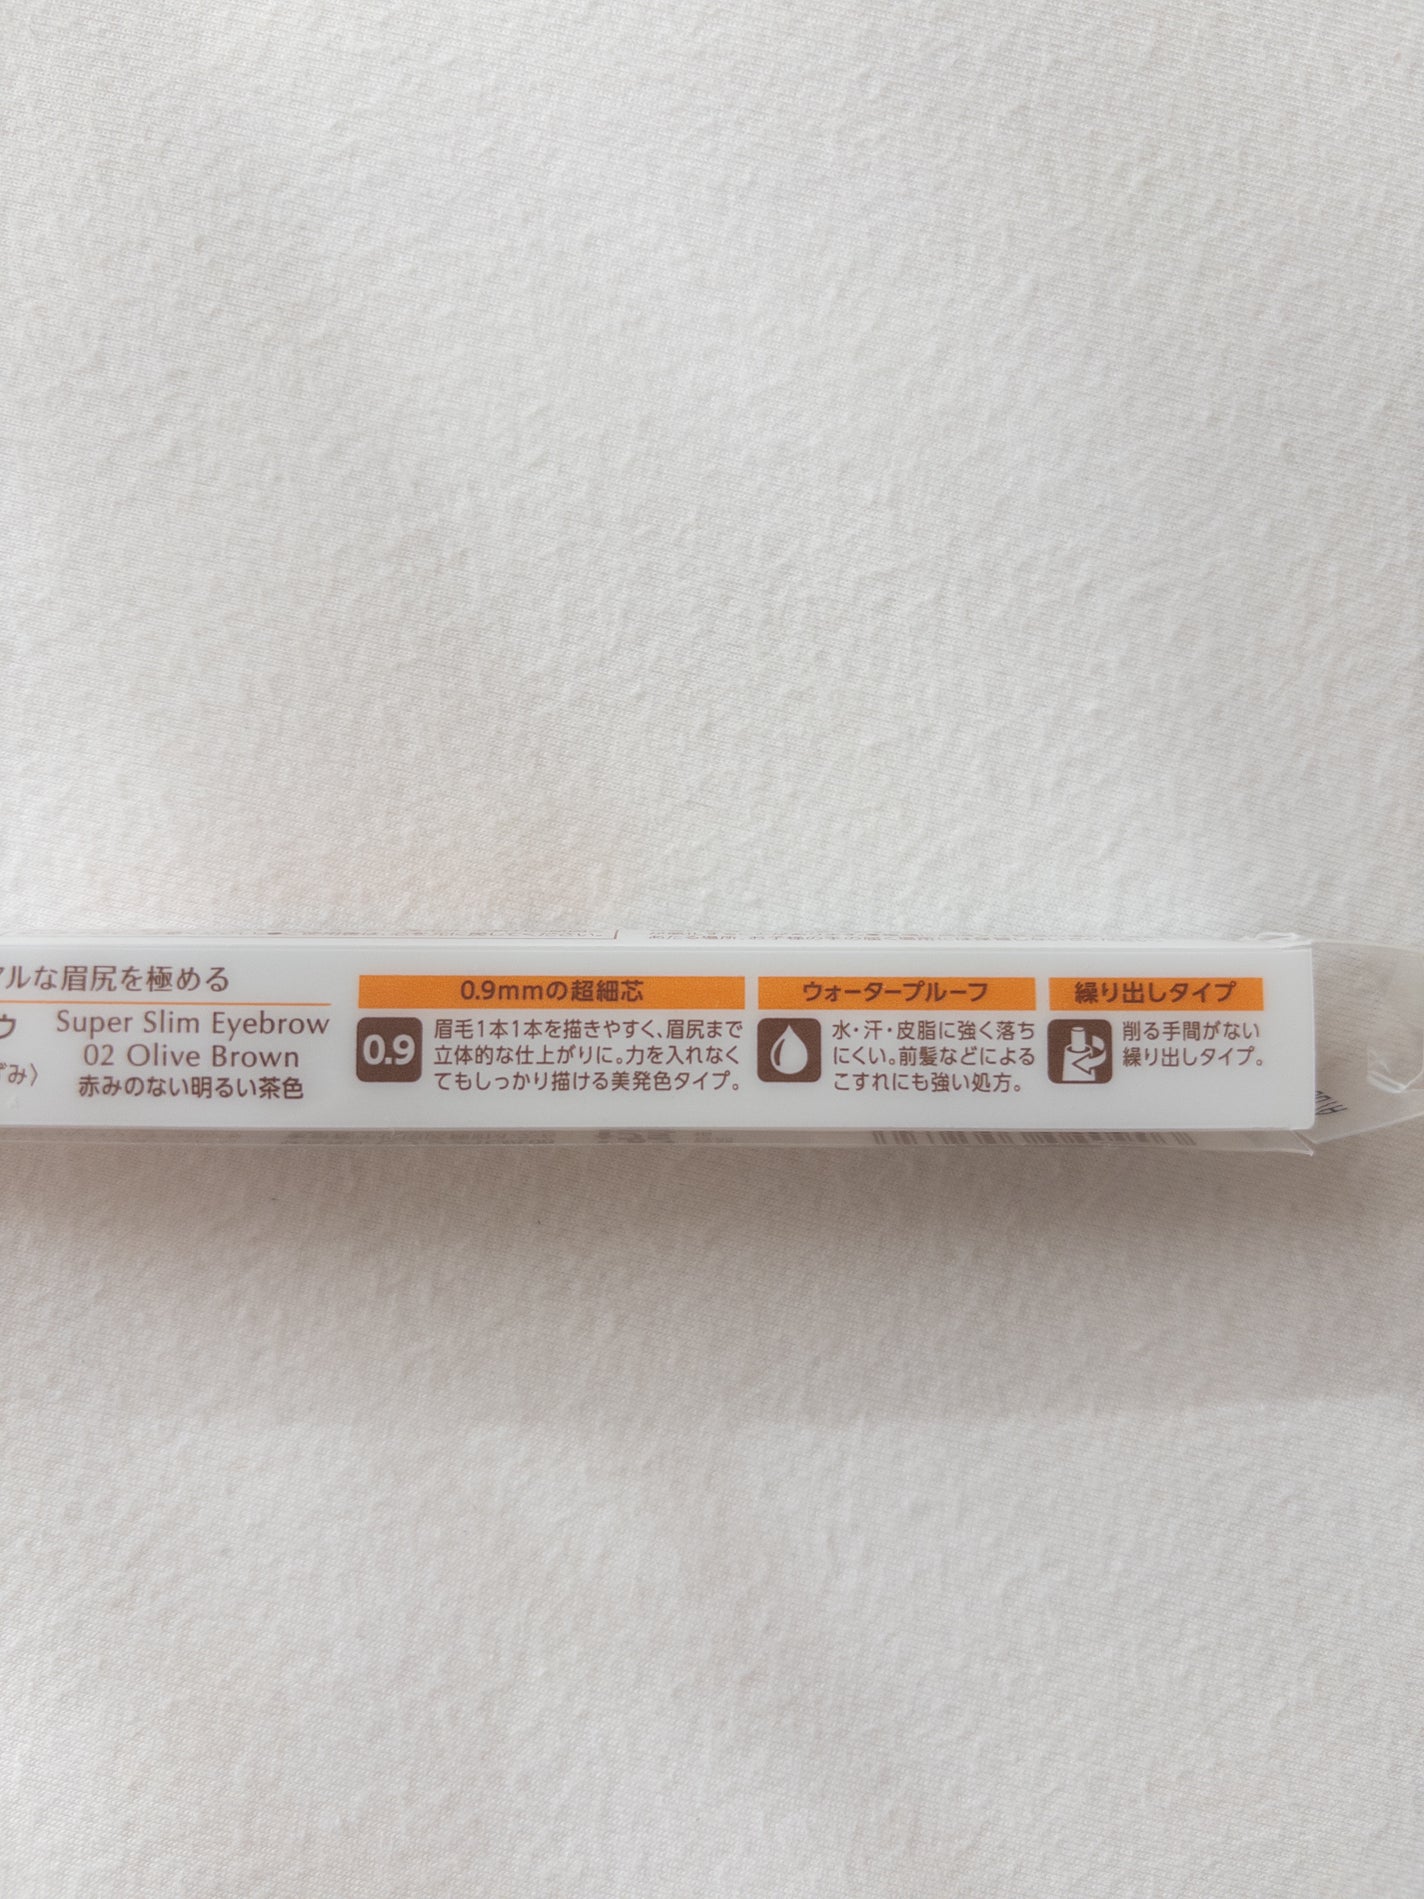 ルな眉尻を極める
ウ
み〉
Super Slim Eyebrow
02 Olive Brown
赤みのない明るい茶色
0.9mmの超細芯
0.9
眉毛1本1本を描きやすく、眉尻まで
立体的な仕上がりに。力を入れなく
てもしっかり描ける美発色タイプ。
ウォータープルーフ
水・汗・皮脂に強く落ち
にくい。前髪などによる
こすれにも強い処方。
繰り出しタイプ
削る手間がない
繰り出しタイプ。